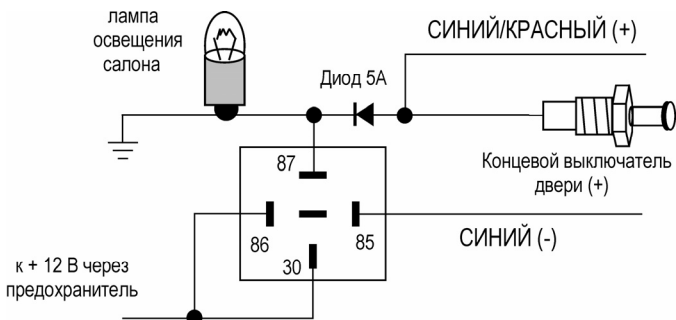 лампа
освещения
салона
СИНИЙ/КРАСНЫЙ (+)
Диод 5А
Концевой выключатель
двери (+)
87
86
85
30
СИНИЙ (-)
к + 12 В через
предохранитель